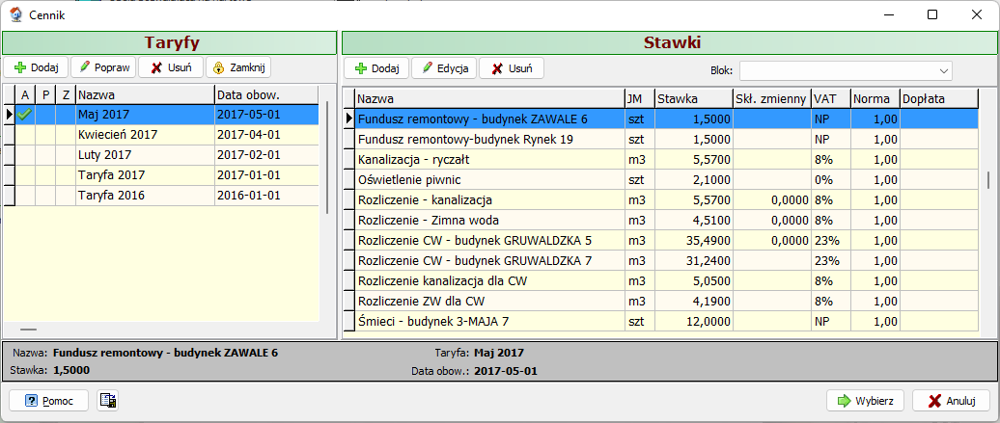 Cennik
Taryfy
Dodaj Popraw Usuń Zamknij
A P Z Nazwa Data obow.
Maj 2017 2017-05-01
Kwiecień 2017 2017-04-01
Luty 2017 2017-02-01
Taryfa 2017 2017-01-01
Taryfa 2016 2016-01-01
Stawki
Dodaj Edycja Usuń Blok:
Nazwa JM Stawka Skł. zmienny VAT Norma Dopłata
Fundusz remontowy - budynek ZAWALE 6 szt 1,5000 NP 1,00
Fundusz remontowy-budynek Rynek 19 szt 1,5000 NP 1,00
Kanalizacja - ryczałt m3 5,5700 8% 1,00
Oświetlenie piwnic szt 2,1000 0% 1,00
Rozliczenie - kanalizacja m3 5,5700 0,0000 8% 1,00
Rozliczenie - Zimna woda m3 4,5100 0,0000 8% 1,00
Rozliczenie CW - budynek GRUWALDZKA 5 m3 35,4900 0,0000 23% 1,00
Rozliczenie CW - budynek GRUWALDZKA 7 m3 31,2400 23% 1,00
Rozliczenie kanalizacja dla CW m3 5,0500 8% 1,00
Rozliczenie ZW dla CW m3 4,1900 8% 1,00
Śmieci - budynek 3-MAJA 7 szt 12,0000 NP 1,00
Nazwa: Fundusz remontowy - budynek ZAWALE 6 Taryfa: Maj 2017
Stawka: 1,5000 Data obow.: 2017-05-01
Pomoc Wybierz Anuluj